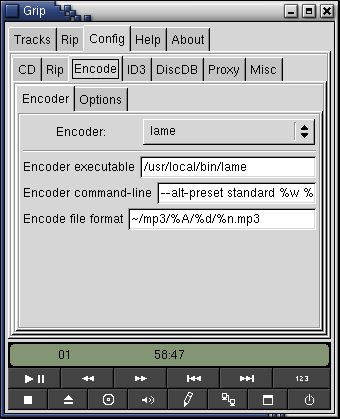 Grip
Tracks Rip Config Help About
CD Rip Encode ID3 DiscDB Proxy Misc
Encoder Options
Encoder: lame
Encoder executable /usr/local/bin/lame
Encoder command-line --alt-preset standard %w %
Encode file format ~/mp3/%A/%d/%n.mp3
01 58:47
123